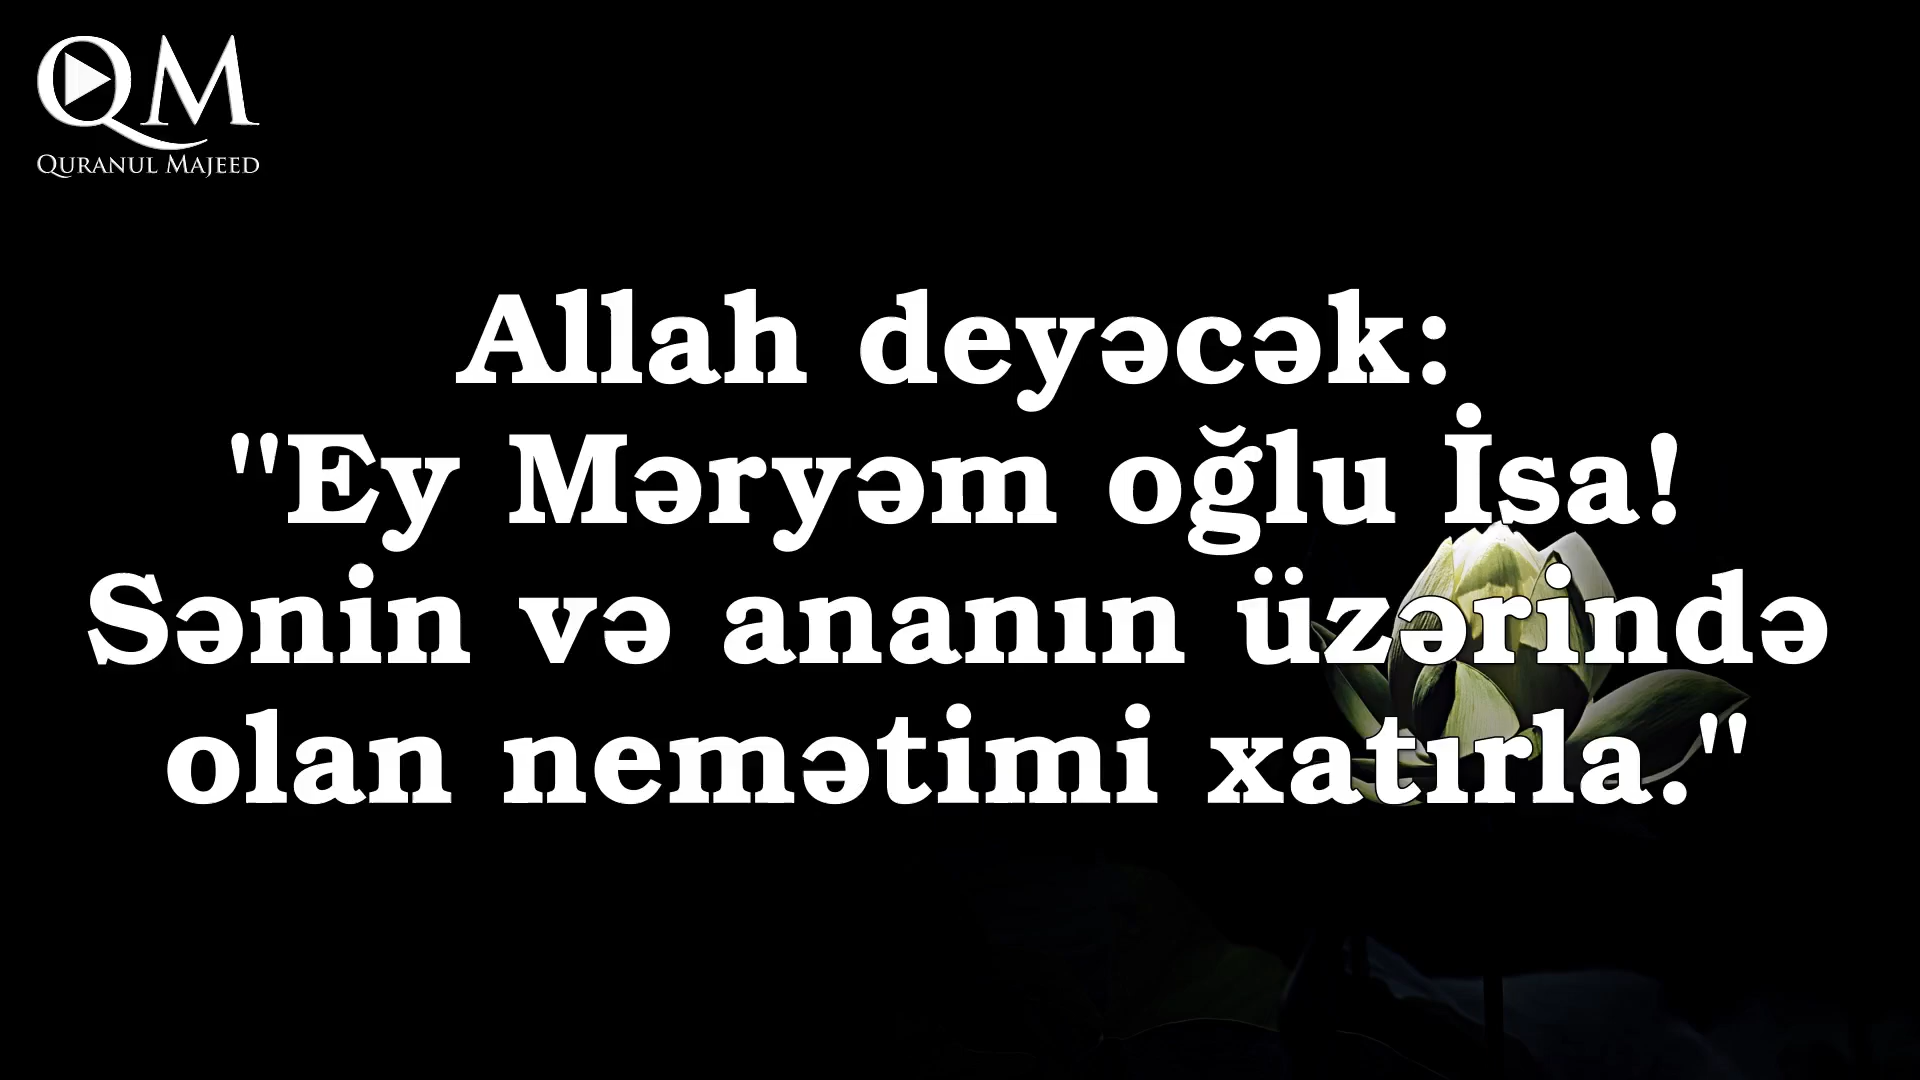 QM
QURANUL MAJEED
Allah deyəcək:
"Ey Məryəm oğlu İsa!
Sənin və ananın üzərində
olan nemətimi xatırla."